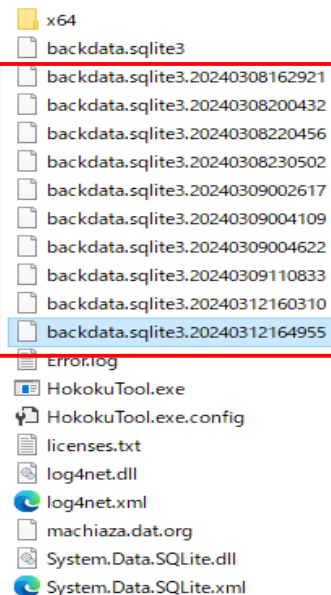 x64
backdata.sqlite3
backdata.sqlite3.20240308162921
backdata.sqlite3.20240308200432
backdata.sqlite3.20240308220456
backdata.sqlite3.20240308230502
backdata.sqlite3.20240309002617
backdata.sqlite3.20240309004109
backdata.sqlite3.20240309004622
backdata.sqlite3.20240309110833
backdata.sqlite3.20240312160310
backdata.sqlite3.20240312164955
Error.log
HokokuTool.exe
HokokuTool.exe.config
licenses.txt
log4net.dll
log4net.xml
machiaza.dat.org
System.Data.SQLite.dll
System.Data.SQLite.xml